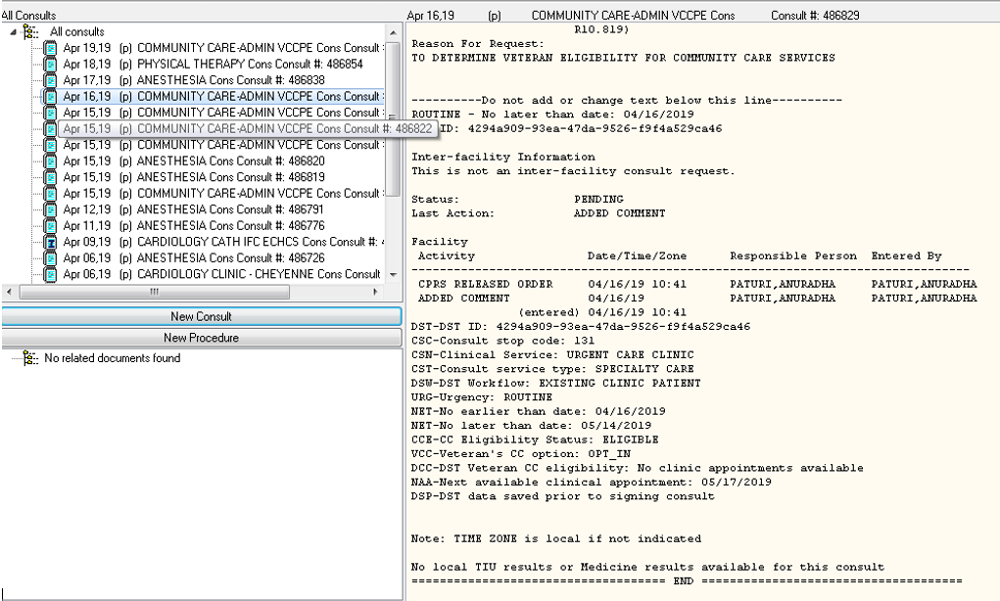 All Consults
All consults
Apr 19,19 (p) COMMUNITY CARE-ADMIN VCCPE Cons Consult
Apr 18,19 (p) PHYSICAL THERAPY Cons Consult #: 486854
Apr 17,19 (p) ANESTHESIA Cons Consult #: 486838
Apr 16,19 (p) COMMUNITY CARE-ADMIN VCCPE Cons Consult
Apr 15,19 (p) COMMUNITY CARE-ADMIN VCCPE Cons Consult
Apr 15,19 (p) COMMUNITY CARE-ADMIN VCCPE Cons Consult #: 486822
Apr 15,19 (p) COMMUNITY CARE-ADMIN VCCPE Cons Consult
Apr 15,19 (p) ANESTHESIA Cons Consult #: 486820
Apr 15,19 (p) ANESTHESIA Cons Consult #: 486819
Apr 15,19 (p) COMMUNITY CARE-ADMIN VCCPE Cons Consult
Apr 12,19 (p) ANESTHESIA Cons Consult #: 486791
Apr 11,19 (p) ANESTHESIA Cons Consult #: 486776
Apr 09,19 (p) CARDIOLOGY CATH IFC ECHCS Cons Consult #: 4
Apr 06,19 (p) ANESTHESIA Cons Consult #: 486726
Apr 06,19 (p) CARDIOLOGY CLINIC - CHEYENNE Cons Consult
New Consult
New Procedure
No related documents found
Apr 16,19 (p) COMMUNITY CARE-ADMIN VCCPE Cons Consult #: 486829
R10.819)
Reason For Request:
TO DETERMINE VETERAN ELIGIBILITY FOR COMMUNITY CARE SERVICES
----------Do not add or change text below this line----------
ROUTINE - No later than date: 04/16/2019
ID: 4294a909-93ea-47da-9526-f9f4a529ca46
Inter-facility Information
This is not an inter-facility consult request.
Status: PENDING
Last Action: ADDED COMMENT
Facility
Activity Date/Time/Zone Responsible Person Entered By
-------------------------------------------------------------------------------
CPRS RELEASED ORDER 04/16/19 10:41 PATURI,ANURADHA PATURI,ANURADHA
ADDED COMMENT 04/16/19 PATURI,ANURADHA PATURI,ANURADHA
(entered) 04/16/19 10:41
DST-DST ID: 4294a909-93ea-47da-9526-f9f4a529ca46
CSC-Consult stop code: 131
CSN-Clinical Service: URGENT CARE CLINIC
CST-Consult service type: SPECIALTY CARE
DSW-DST Workflow: EXISTING CLINIC PATIENT
URG-Urgency: ROUTINE
NET-No earlier than date: 04/16/2019
NET-No later than date: 05/14/2019
CCE-CC Eligibility Status: ELIGIBLE
VCC-Veteran's CC option: OPT_IN
DCC-DST Veteran CC eligibility: No clinic appointments available
NAA-Next available clinical appointment: 05/17/2019
DSP-DST data saved prior to signing consult
Note: TIME ZONE is local if not indicated
No local TIU results or Medicine results available for this consult
==================================== END =====================================